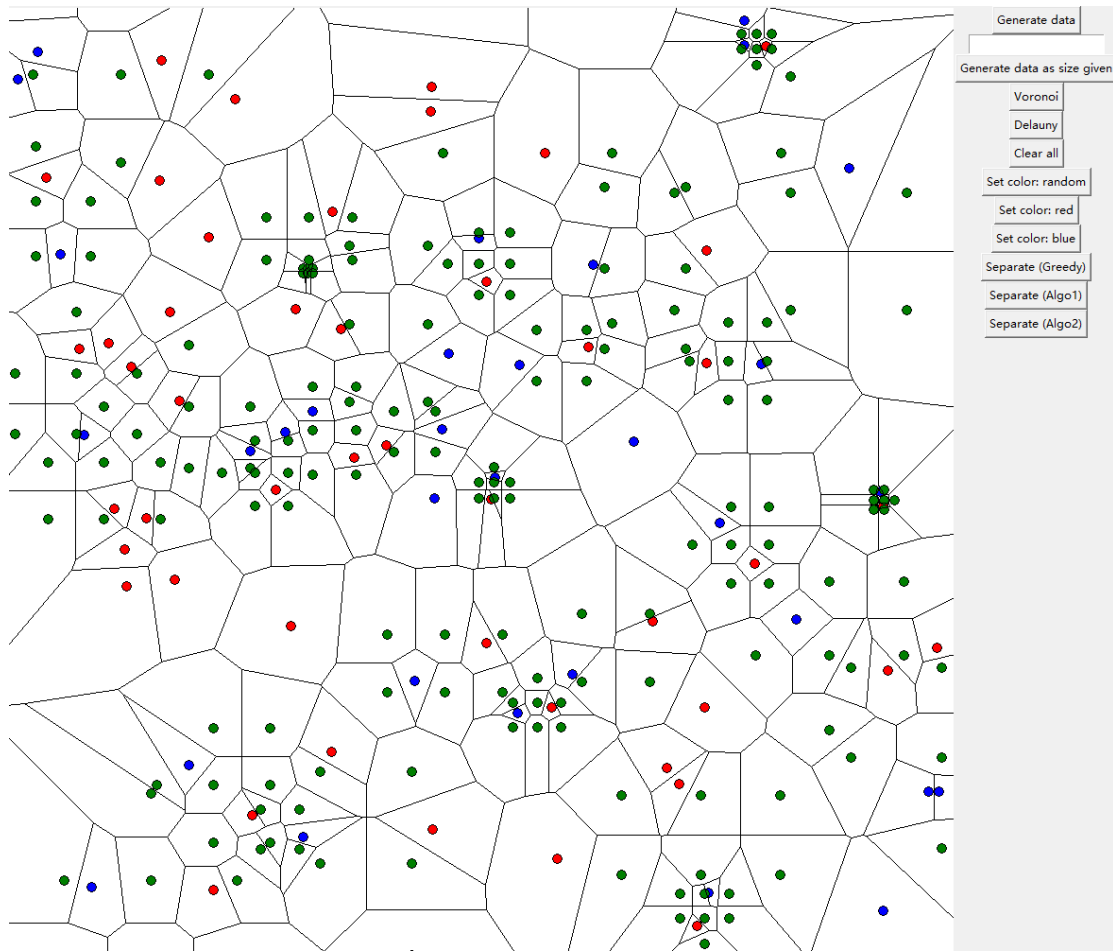 Generate data
Generate data as size given
Voronoi
Delauny
Clear all
Set color: random
Set color: red
Set color: blue
Separate (Greedy)
Separate (Algo1)
Separate (Algo2)